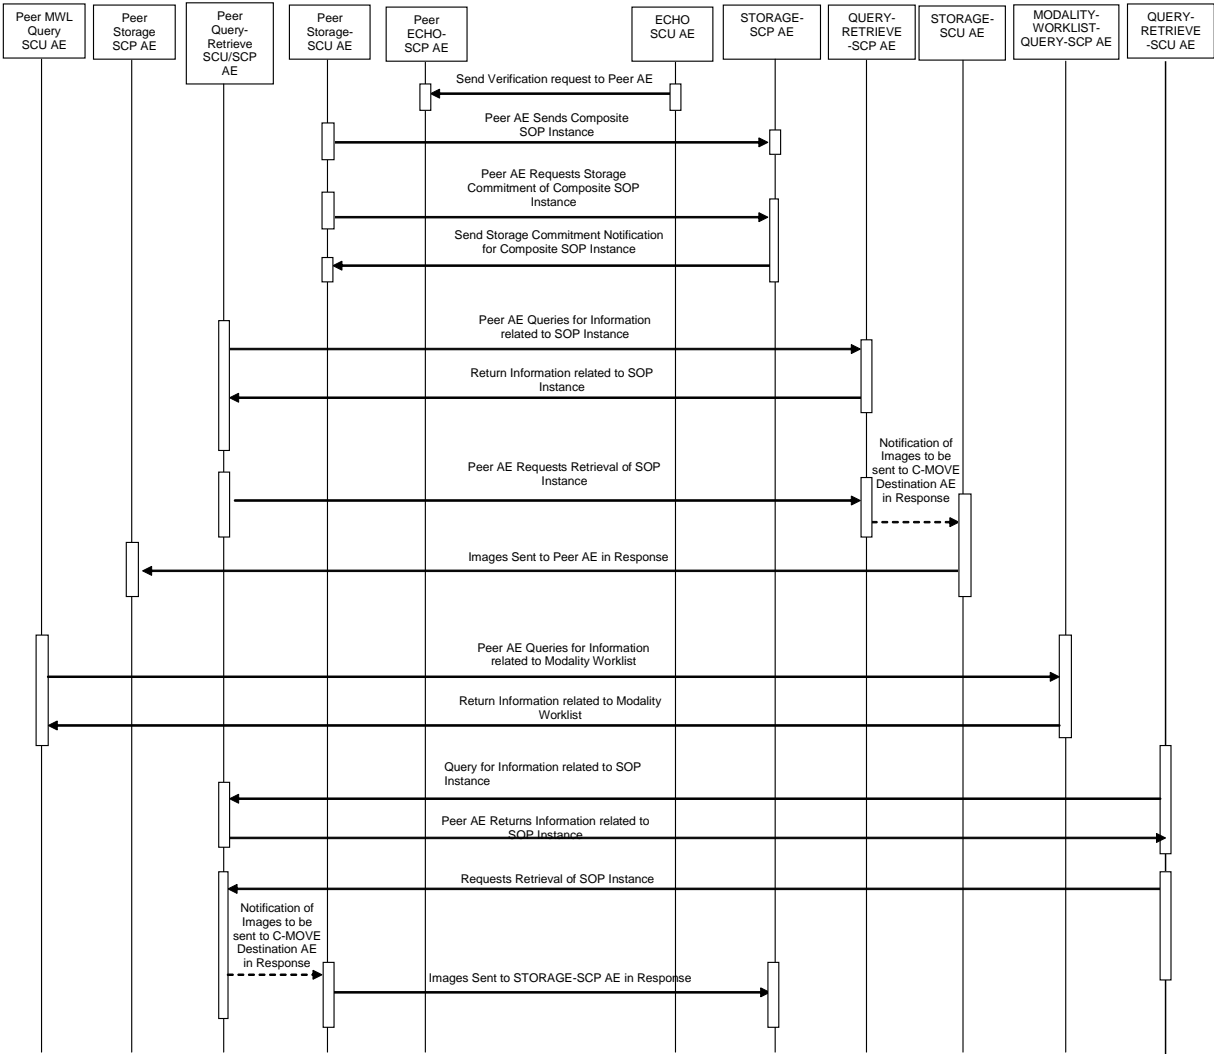 Peer MWL
Query
SCU AE
Peer
Storage
SCP AE
Peer
Query-
Retrieve
SCU/SCP
AE
Peer
Storage-
SCU AE
Peer
ECHO-
SCP AE
ECHO
SCU AE
STORAGE-
SCP AE
QUERY-
RETRIEVE
-SCP AE
STORAGE-
SCU AE
MODALITY-
WORKLIST-
QUERY-SCP AE
QUERY-
RETRIEVE
-SCU AE
Send Verification request to Peer AE
Peer AE Sends Composite
SOP Instance
Peer AE Requests Storage
Commitment of Composite SOP
Instance
Send Storage Commitment Notification
for Composite SOP Instance
Peer AE Queries for Information
related to SOP Instance
Return Information related to SOP
Instance
Notification of
Images to be
sent to C-MOVE
Destination AE
in Response
Peer AE Requests Retrieval of SOP
Instance
Images Sent to Peer AE in Response
Peer AE Queries for Information
related to Modality Worklist
Return Information related to Modality
Worklist
Query for Information related to SOP
Instance
Peer AE Returns Information related to
SOP Instance
Requests Retrieval of SOP Instance
Notification of
Images to be
sent to C-MOVE
Destination AE
in Response
Images Sent to STORAGE-SCP AE in Response